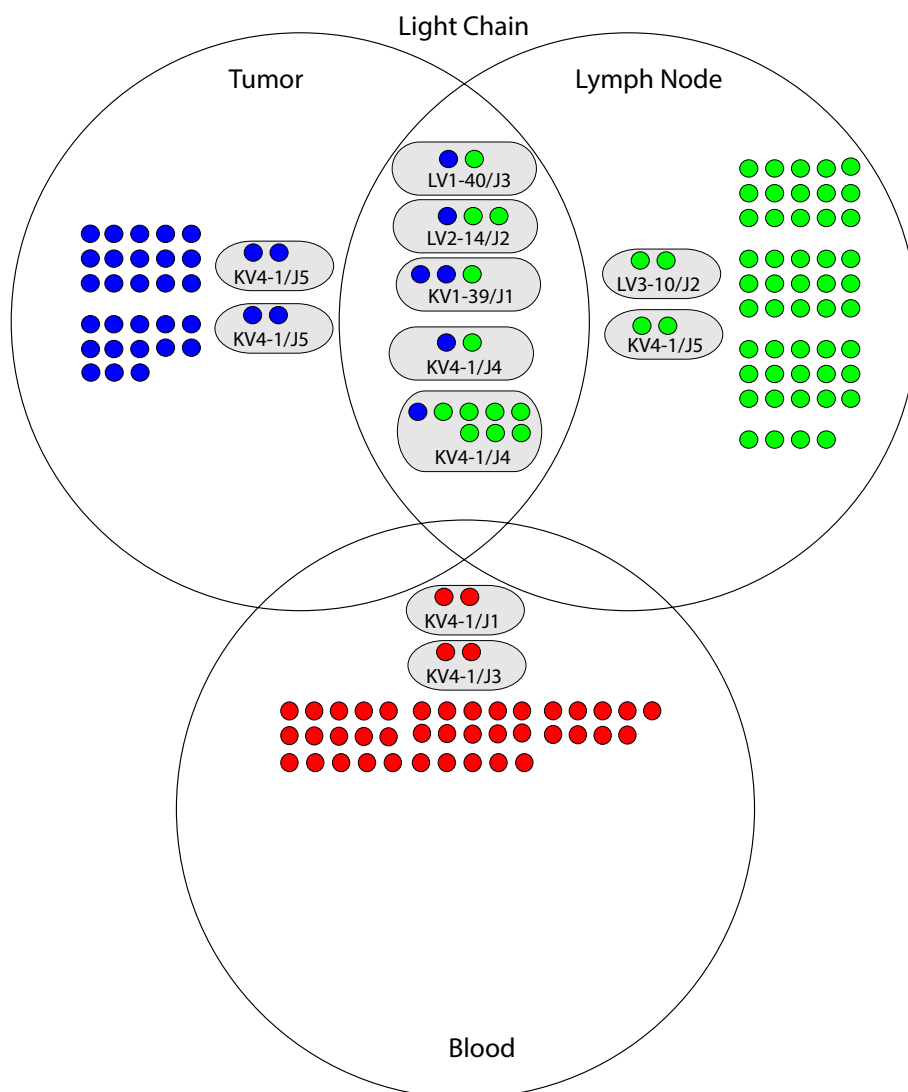 Light Chain
Tumor
Lymph Node
LV1-40/J3
LV2-14/J2
KV4-1/J5
LV3-10/J2
KV1-39/J1
KV4-1/J5
KV4-1/J5
KV4-1/J4
KV4-1/J4
KV4-1/J1
KV4-1/J3
Blood